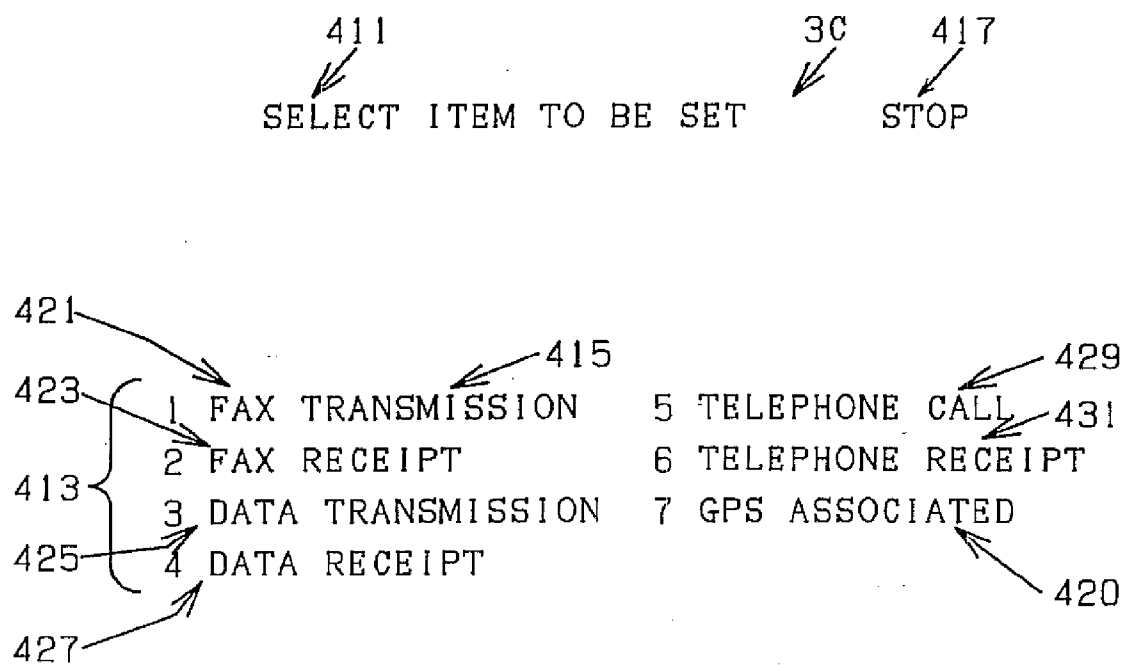 411 3C 417
SELECT ITEM TO BE SET STOP
421
415 429
423 431
1 FAX TRANSMISSION 5 TELEPHONE CALL
2 FAX RECEIPT 6 TELEPHONE RECEIPT
413
3 DATA TRANSMISSION 7 GPS ASSOCIATED
425
4 DATA RECEIPT
420
427